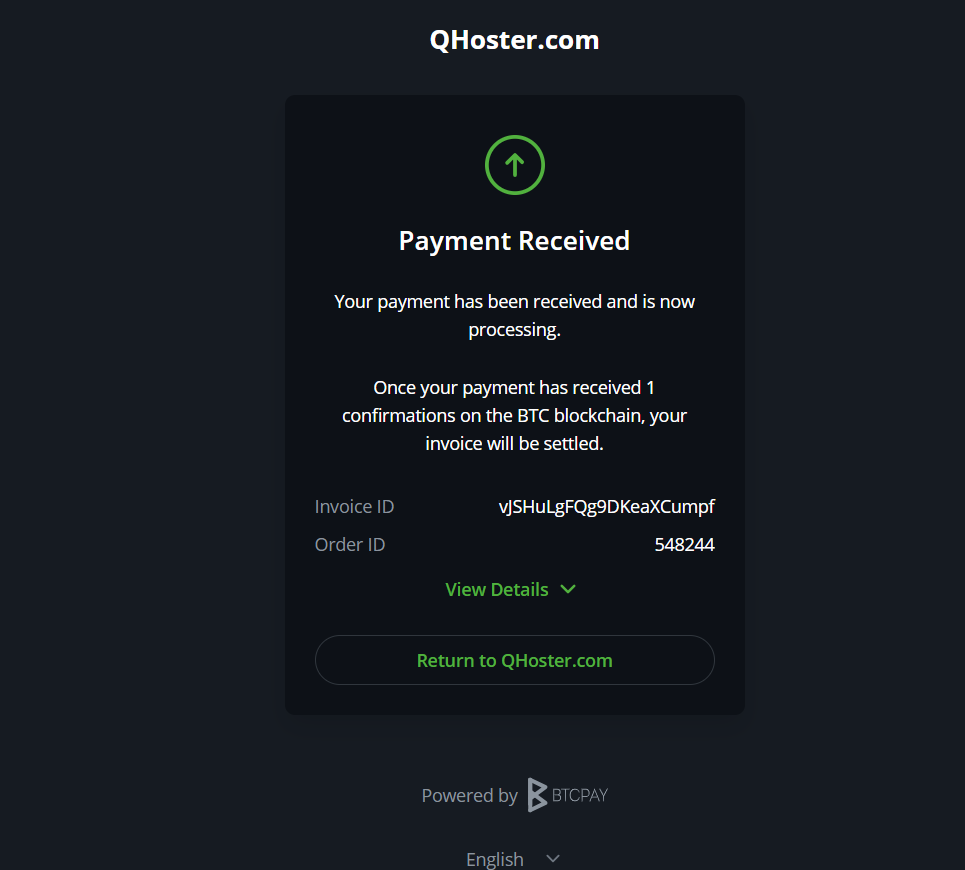 QHoster.com
Payment Received
Your payment has been received and is now
processing.
Once your payment has received 1
confirmations on the BTC blockchain, your
invoice will be settled.
Invoice ID vJSHuLgFQg9DKeaXCumpf
Order ID 548244
View Details
Return to QHoster.com
Powered by BTCPAY
English